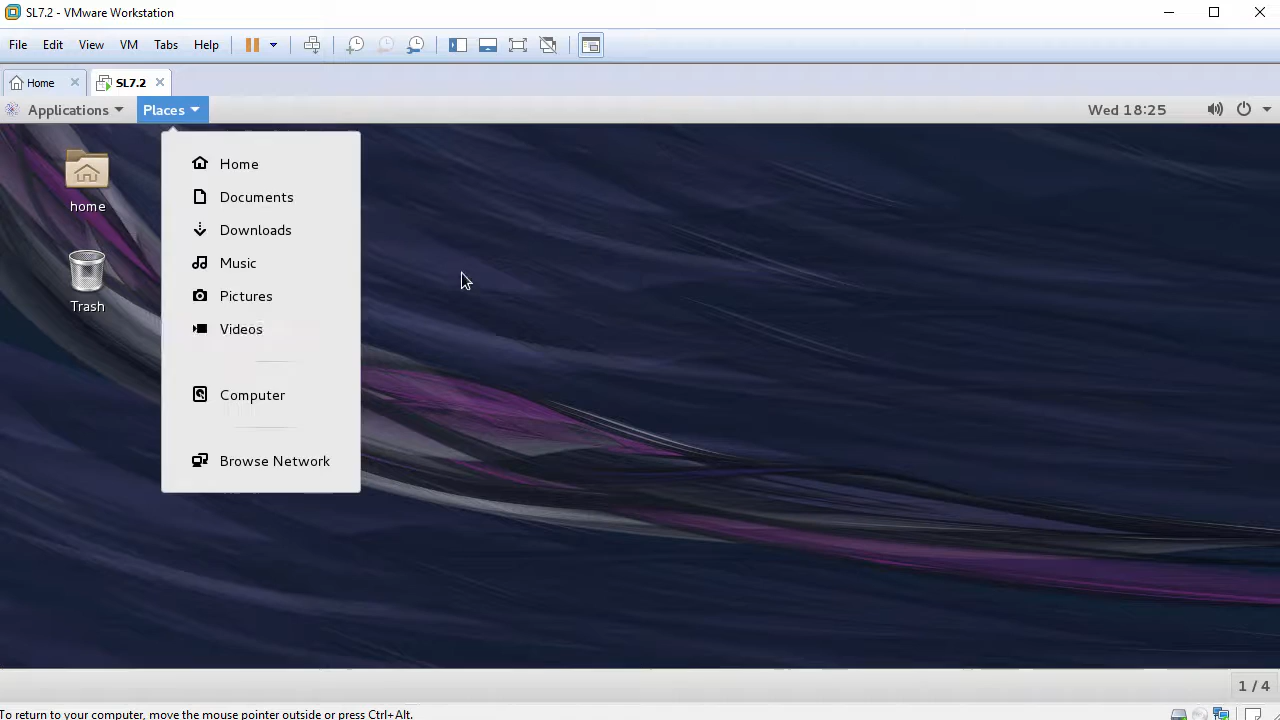 SL7.2 - VMware Workstation
File Edit View VM Tabs Help
Home SL7.2
Applications Places Wed 18:25
Home
Documents
Downloads
Music
Pictures
Videos
Computer
Browse Network
home
Trash
1 / 4
To return to your computer, move the mouse pointer outside or press Ctrl+Alt.